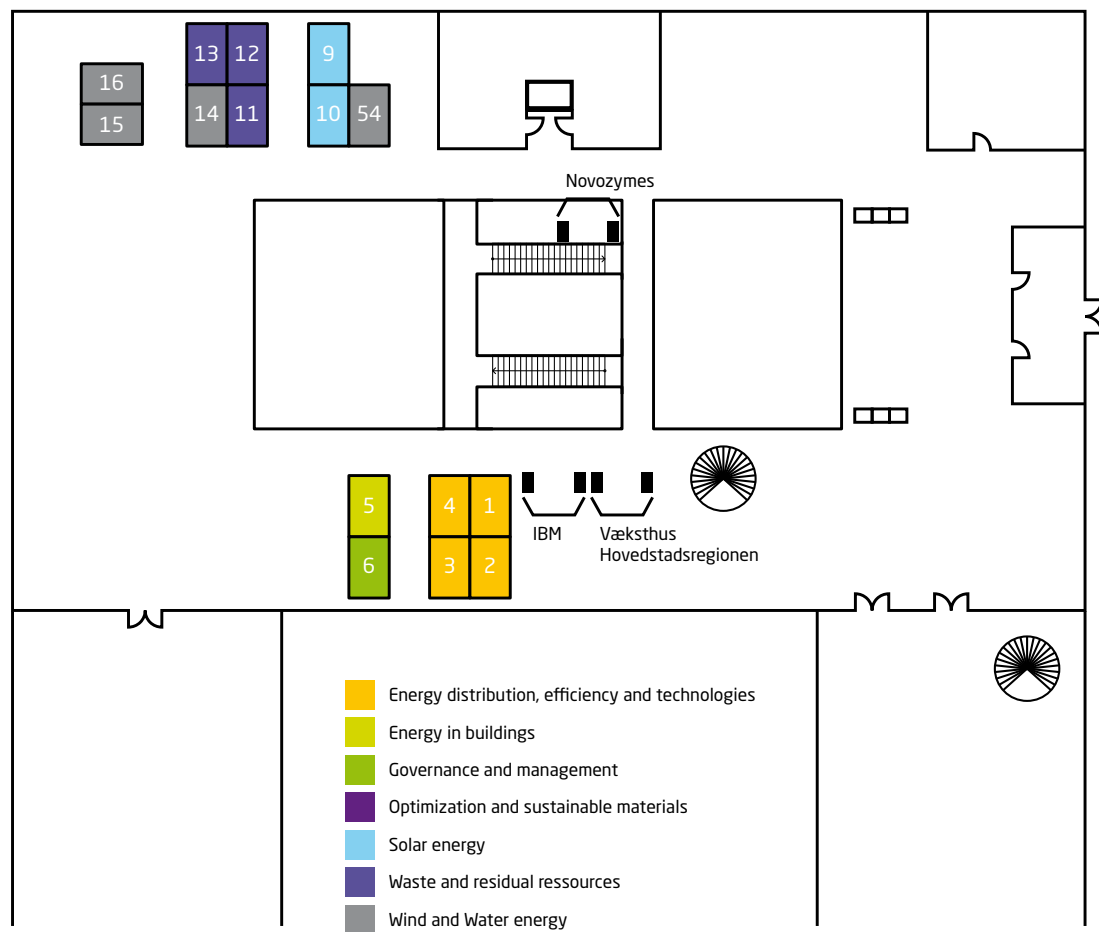 13 12 9
16
14 11 10 54
15
Novozymes
5 4 1
IBM Væksthus
Hovedstadsregionen
6 3 2
Energy distribution, efficiency and technologies
Energy in buildings
Governance and management
Optimization and sustainable materials
Solar energy
Waste and residual ressources
Wind and Water energy